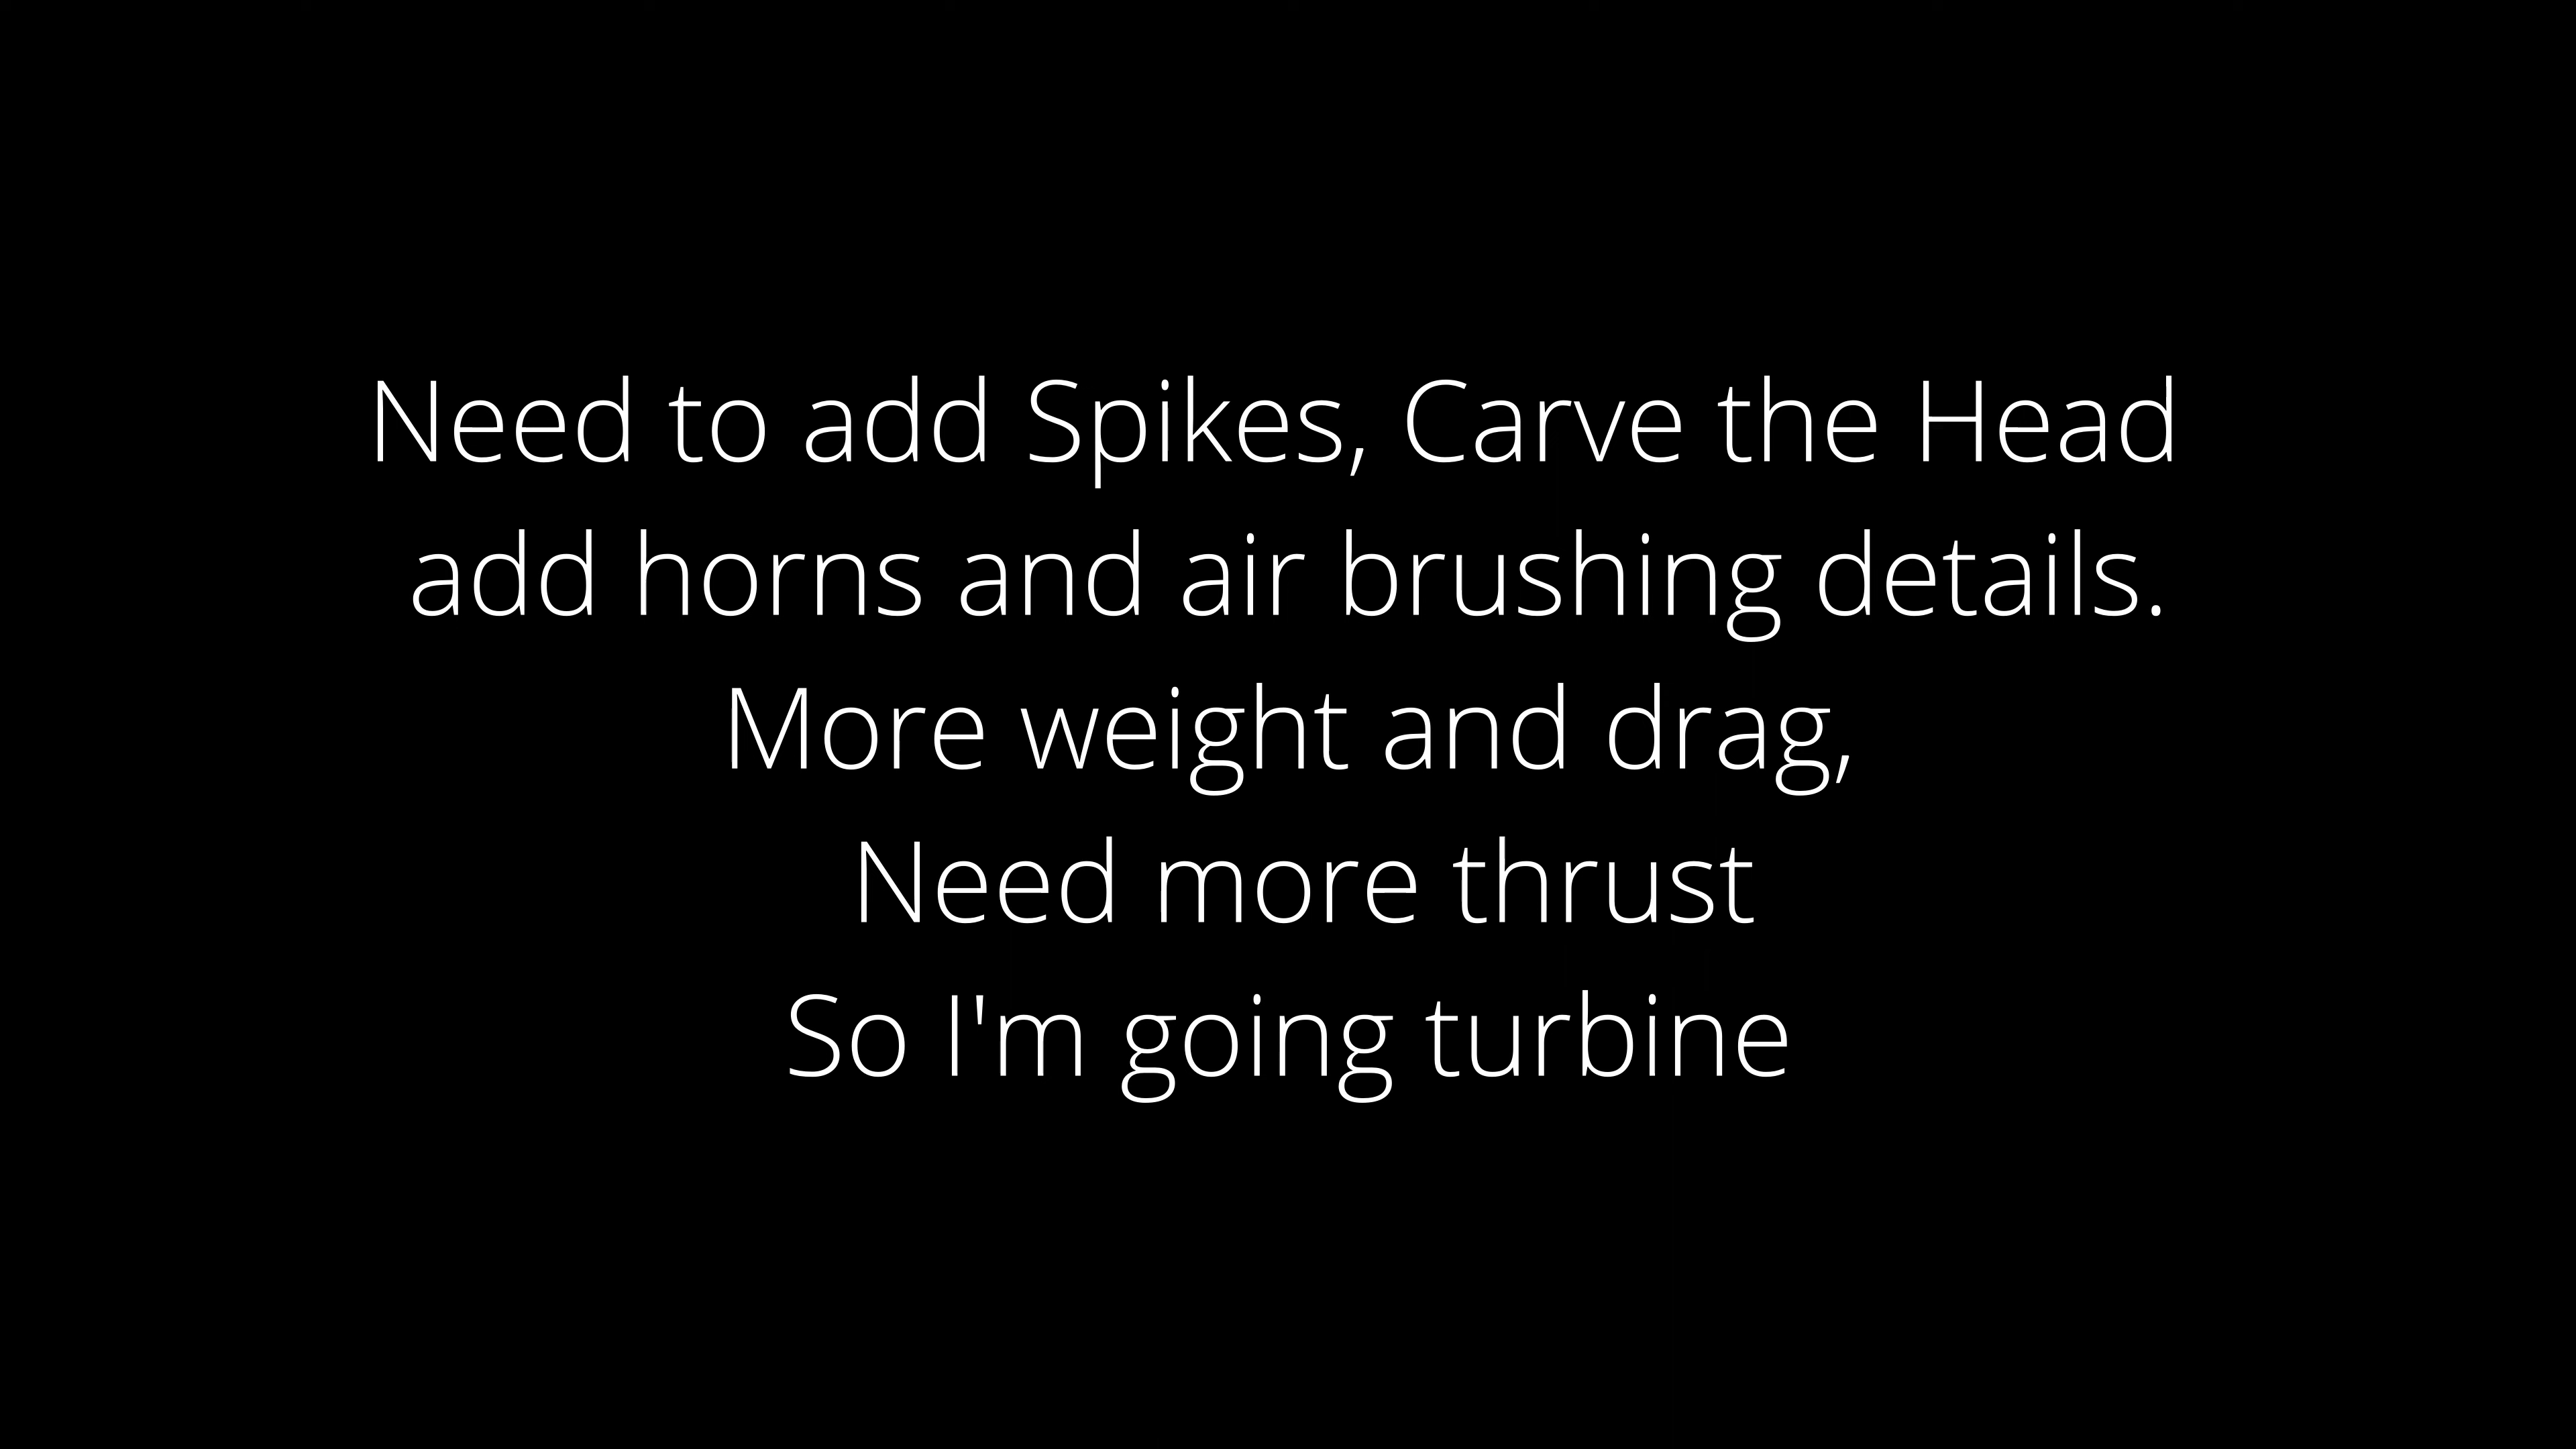 Need to add Spikes, Carve the Head
add horns and air brushing details.
More weight and drag,
Need more thrust
So I'm going turbine